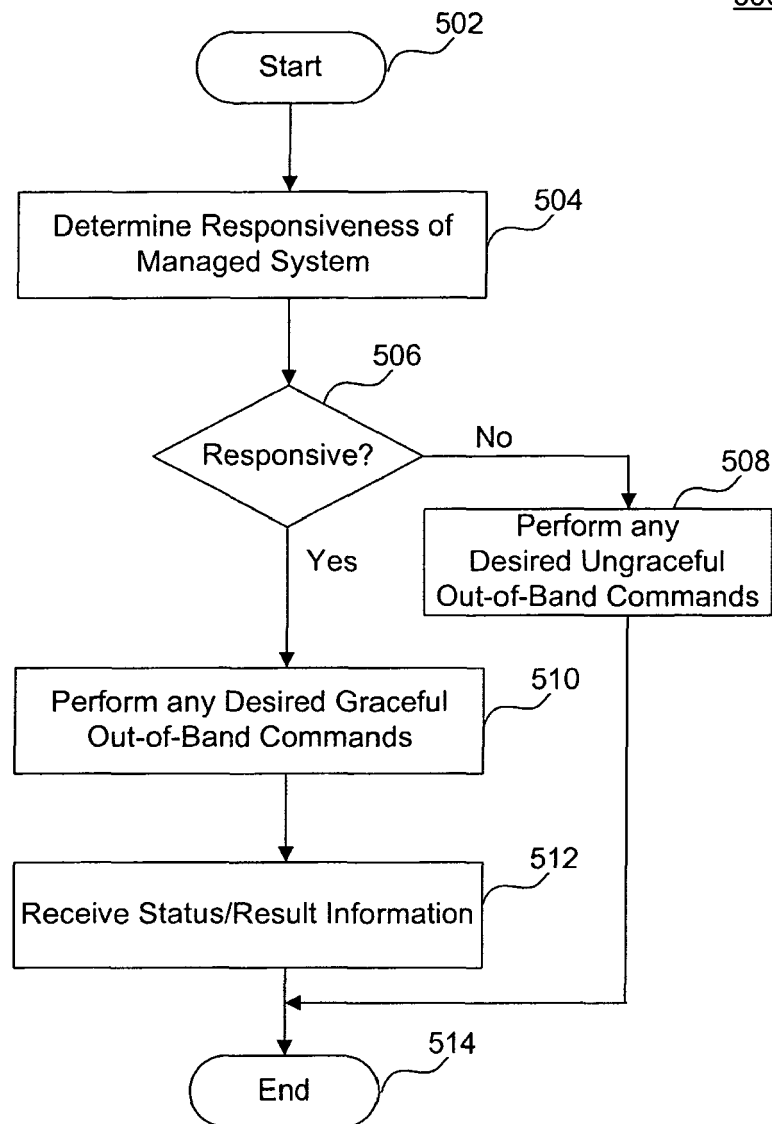 502
Start
504
Determine Responsiveness of
Managed System
506
Responsive?
No
508
Perform any
Desired Ungraceful
Out-of-Band Commands
Yes
510
Perform any Desired Graceful
Out-of-Band Commands
512
Receive Status/Result Information
514
End